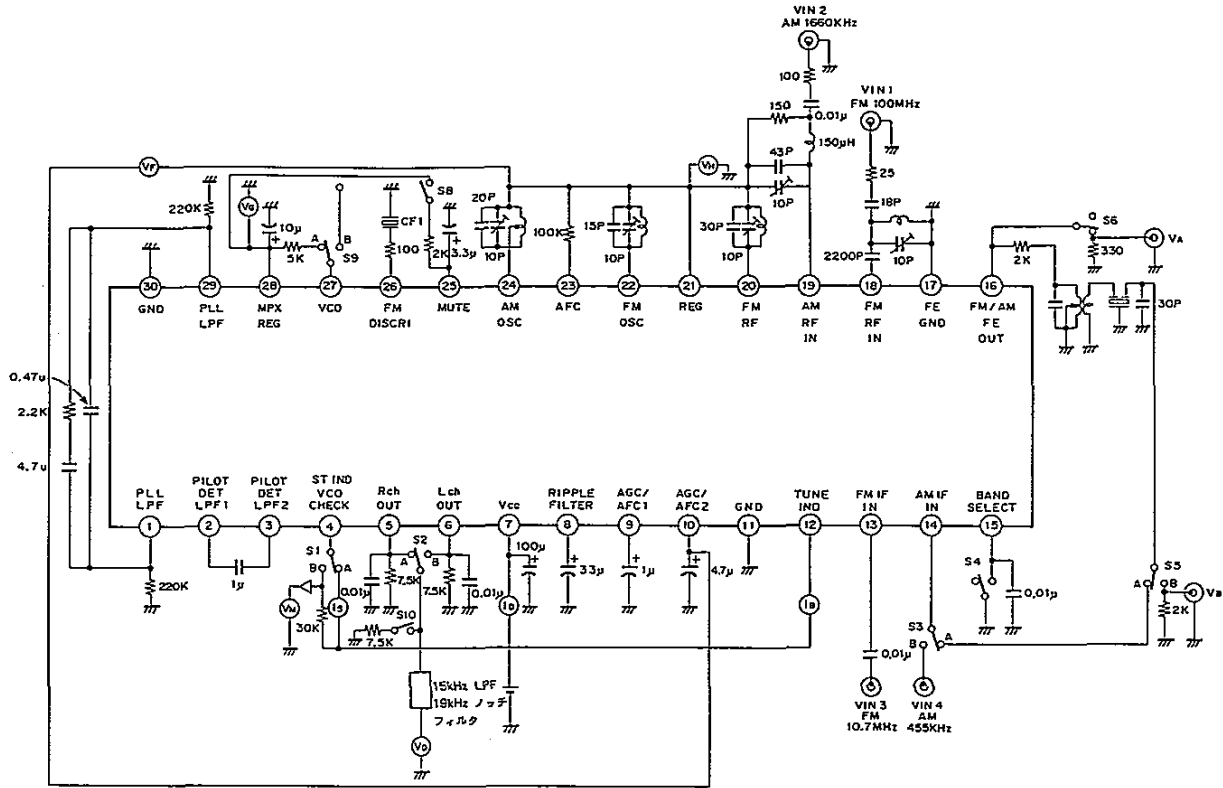 VIN 2
AM 1660KHz
100
150
0.01μ
150μH
VIN 1
FM 100MHz
25
18P
43P
10P
2200P
10P
VF
VH
220K
VG
10μ
+
5K
A
B
S9
S8
CF1
100
2K
3.3μ
+
20P
10P
100K
15P
10P
30P
10P
a
S6
330
VA
2K
30P
30
29
28
27
26
25
24
23
22
21
20
19
18
17
16
GND
PLL
LPF
MPX
REG
VCO
FM
DISCRI
MUTE
AM
OSC
AFC
FM
OSC
REG
FM
RF
AM
RF
IN
FM
RF
IN
FE
GND
FM/AM
FE
OUT
0.47u
2.2K
4.7u
PLL
LPF
PILOT
DET
LPF1
PILOT
DET
LPF2
ST IND
VCO
CHECK
Rch
OUT
Lch
OUT
Vcc
RIPPLE
FILTER
AGC/
AFC1
AGC/
AFC2
GND
TUNE
IND
FM IF
IN
AM IF
IN
BAND
SELECT
1
2
3
4
5
6
7
8
9
10
11
12
13
14
15
220K
1μ
S1
B
A
VM
30K
IS
0.01μ
7.5K
S2
A
B
7.5K
0.01μ
S10
7.5K
100μ
+
33μ
+
1μ
+
4.7μ
+
S4
0.01μ
S5
A
B
2K
VB
S3
B
A
0.01μ
15kHz LPF
19kHz ノッチ
フィルタ
VD
VIN 3
FM
10.7MHz
VIN 4
AM
455KHz